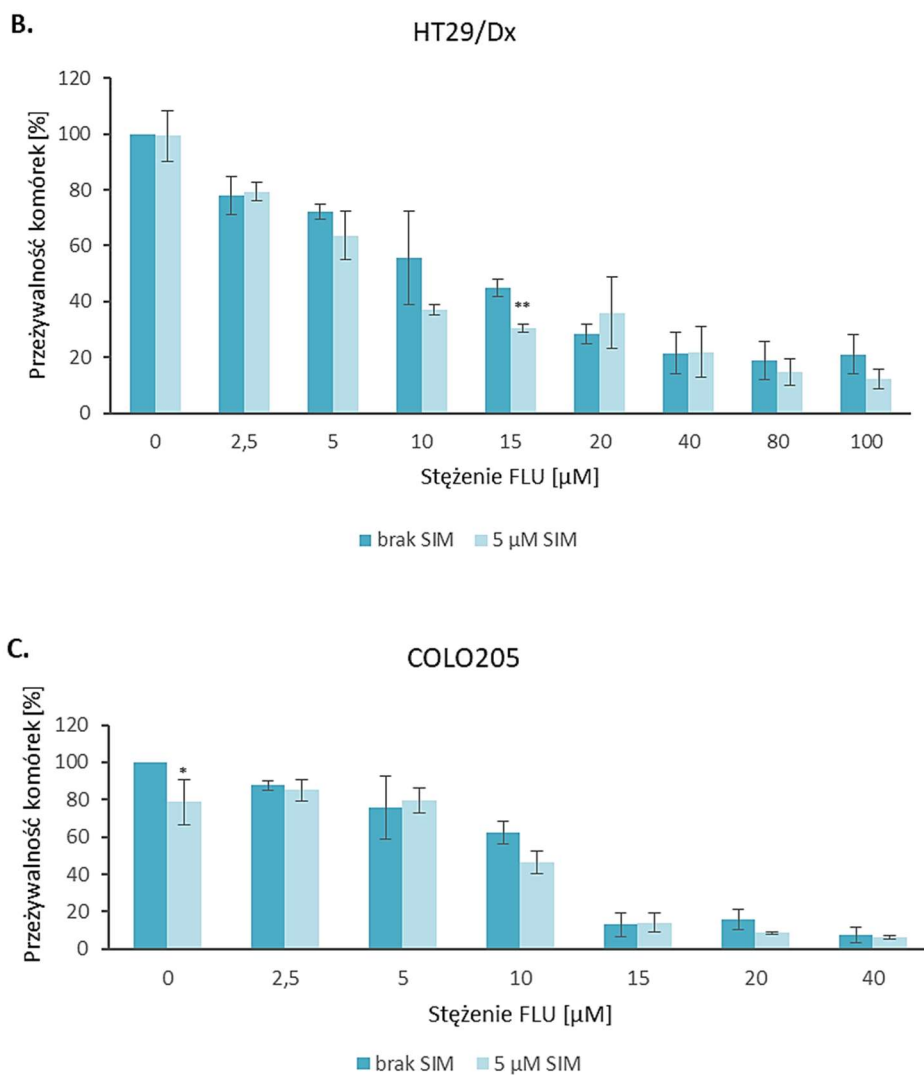 B.
HT29/Dx
Przeżywalność komórek [%]
120
100
80
60
40
20
0
**
0 2,5 5 10 15 20 40 80 100
Stężenie FLU [µM]
brak SIM 5 µM SIM
C.
COLO205
Przeżywalność komórek [%]
120
100
80
60
40
20
0
*
0 2,5 5 10 15 20 40
Stężenie FLU [µM]
brak SIM 5 µM SIM